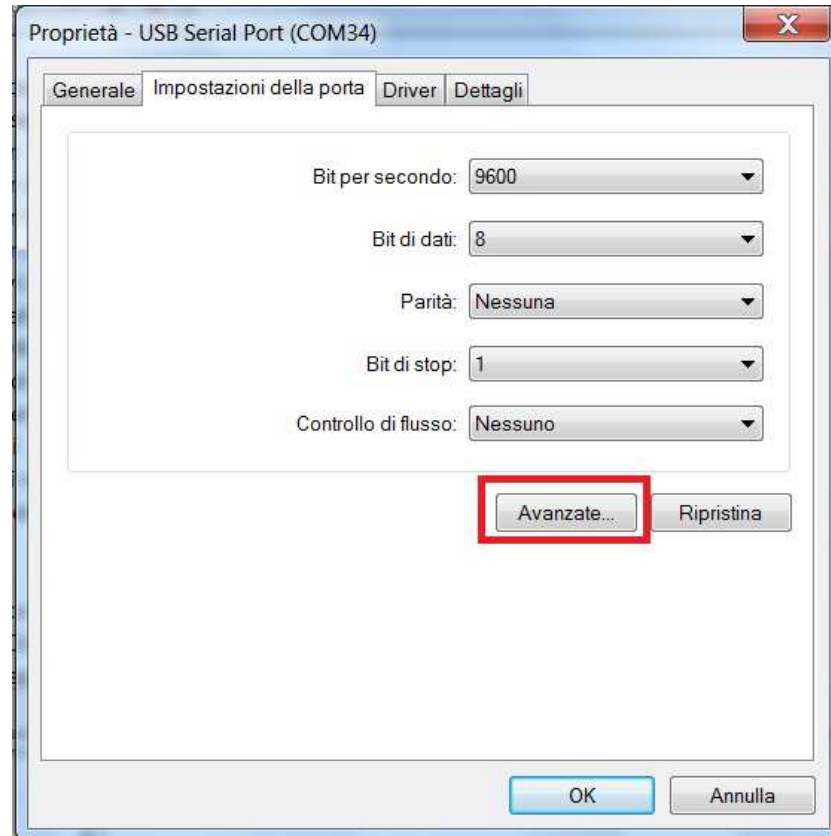 Proprietà - USB Serial Port (COM34)
X
Generale Impostazioni della porta Driver Dettagli
Bit per secondo: 9600
Bit di dati: 8
Parità: Nessuna
Bit di stop: 1
Controllo di flusso: Nessuno
Avanzate... Ripristina
OK Annulla